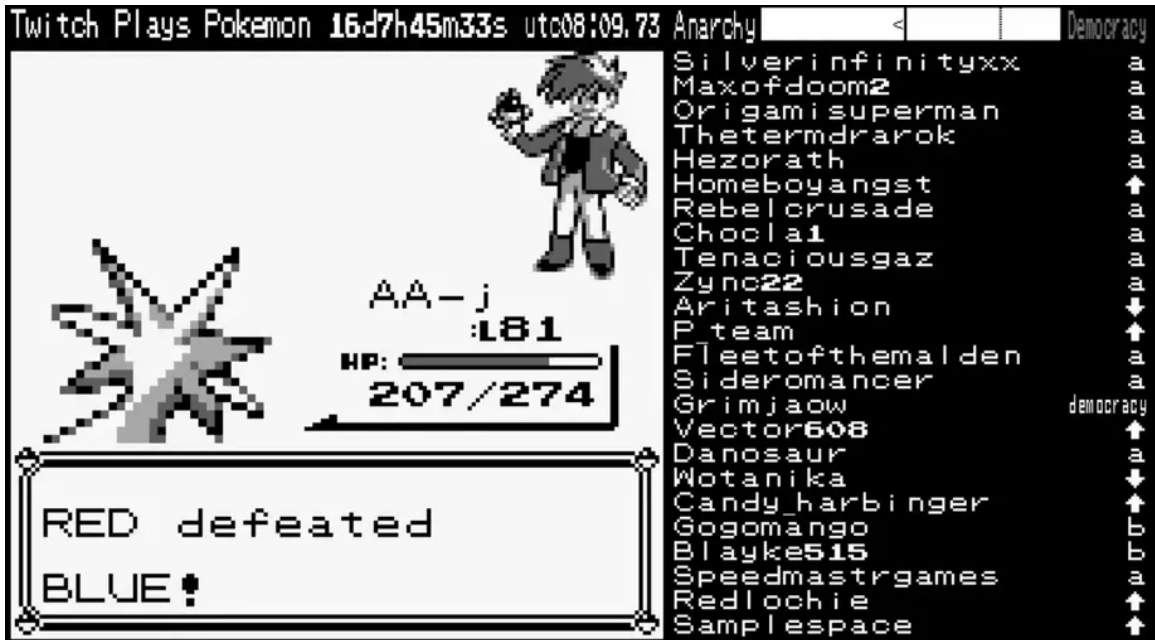 Twitch Plays Pokemon 16d7h45m33s utc08:09.73 Anarchy < Democracy
Silverinfinityxx a
Maxofdoom2 a
Origamisuperman a
Thetermdrarok a
Hezorath a
Homeboyangst ⬆
Rebelcrusade a
Chocla1 a
Tenaciousgaz a
Zync22 a
Aritashion ⬇
P_team ⬆
Fleetofthemalden a
Sideromancer a
Grimjaow democracy
Vector608 ⬆
Danosaur a
Wotanika ⬇
Candy_harbinger ⬆
Gogomango b
Blayke515 b
Speedmastrgames a
Redlochie ⬆
Samplespace ⬆
AA-j
:L81
HP:
207/274
RED defeated
BLUE!